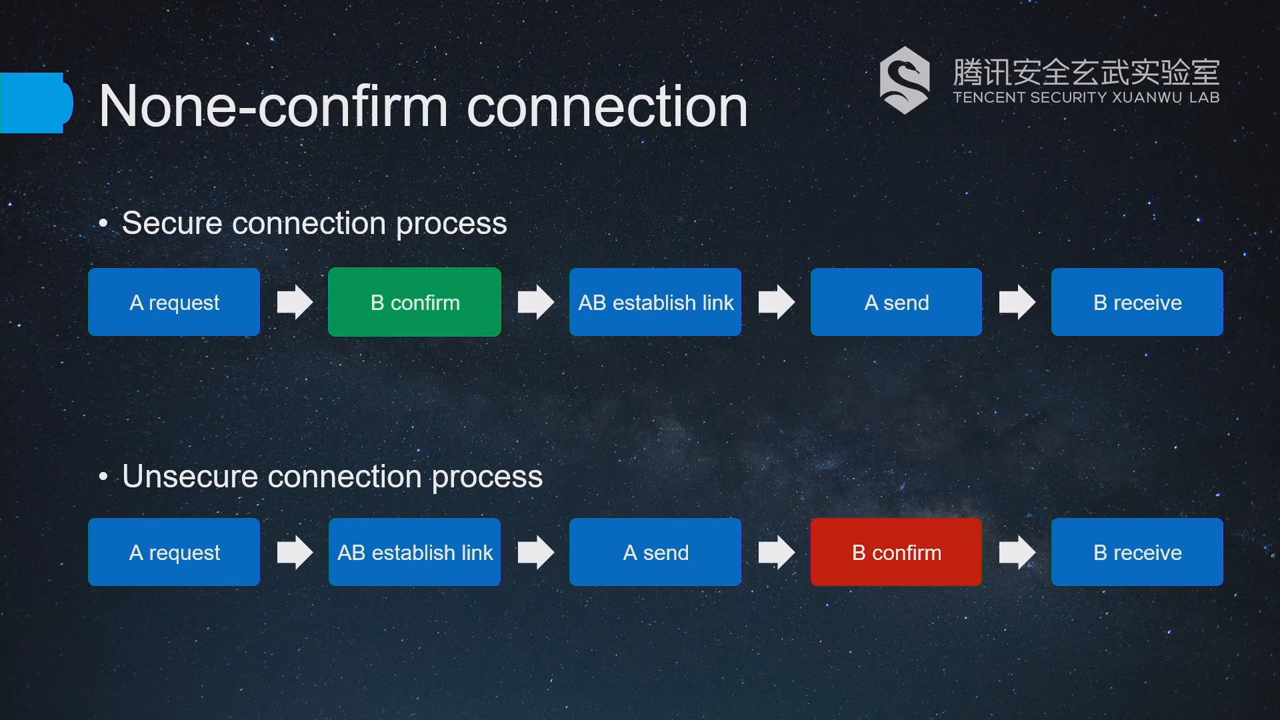 腾讯安全玄武实验室
TENCENT SECURITY XUANWU LAB
None-confirm connection
• Secure connection process
A request
B confirm
AB establish link
A send
B receive
• Unsecure connection process
A request
AB establish link
A send
B confirm
B receive